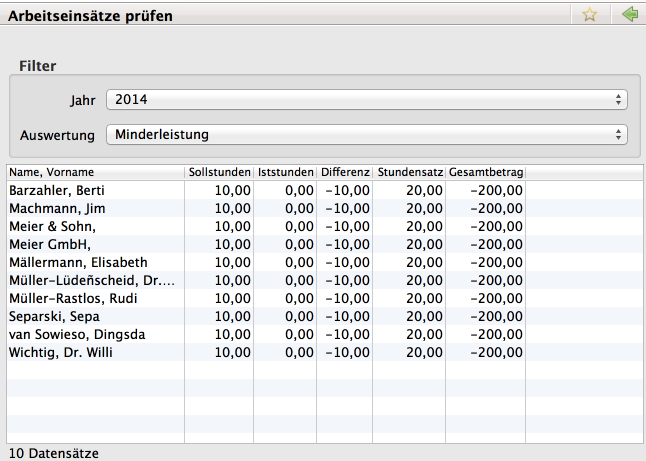 Arbeitseinsätze prüfen
Filter
Jahr 2014
Auswertung Minderleistung
Name, Vorname Sollstunden Iststunden Differenz Stundensatz Gesamtbetrag
Barzahler, Berti 10,00 0,00 -10,00 20,00 -200,00
Machmann, Jim 10,00 0,00 -10,00 20,00 -200,00
Meier & Sohn, 10,00 0,00 -10,00 20,00 -200,00
Meier GmbH, 10,00 0,00 -10,00 20,00 -200,00
Mällermann, Elisabeth 10,00 0,00 -10,00 20,00 -200,00
Müller-Lüdeñscheid, Dr.... 10,00 0,00 -10,00 20,00 -200,00
Müller-Rastlos, Rudi 10,00 0,00 -10,00 20,00 -200,00
Separski, Sepa 10,00 0,00 -10,00 20,00 -200,00
van Sowieso, Dingsda 10,00 0,00 -10,00 20,00 -200,00
Wichtig, Dr. Willi 10,00 0,00 -10,00 20,00 -200,00
10 Datensätze